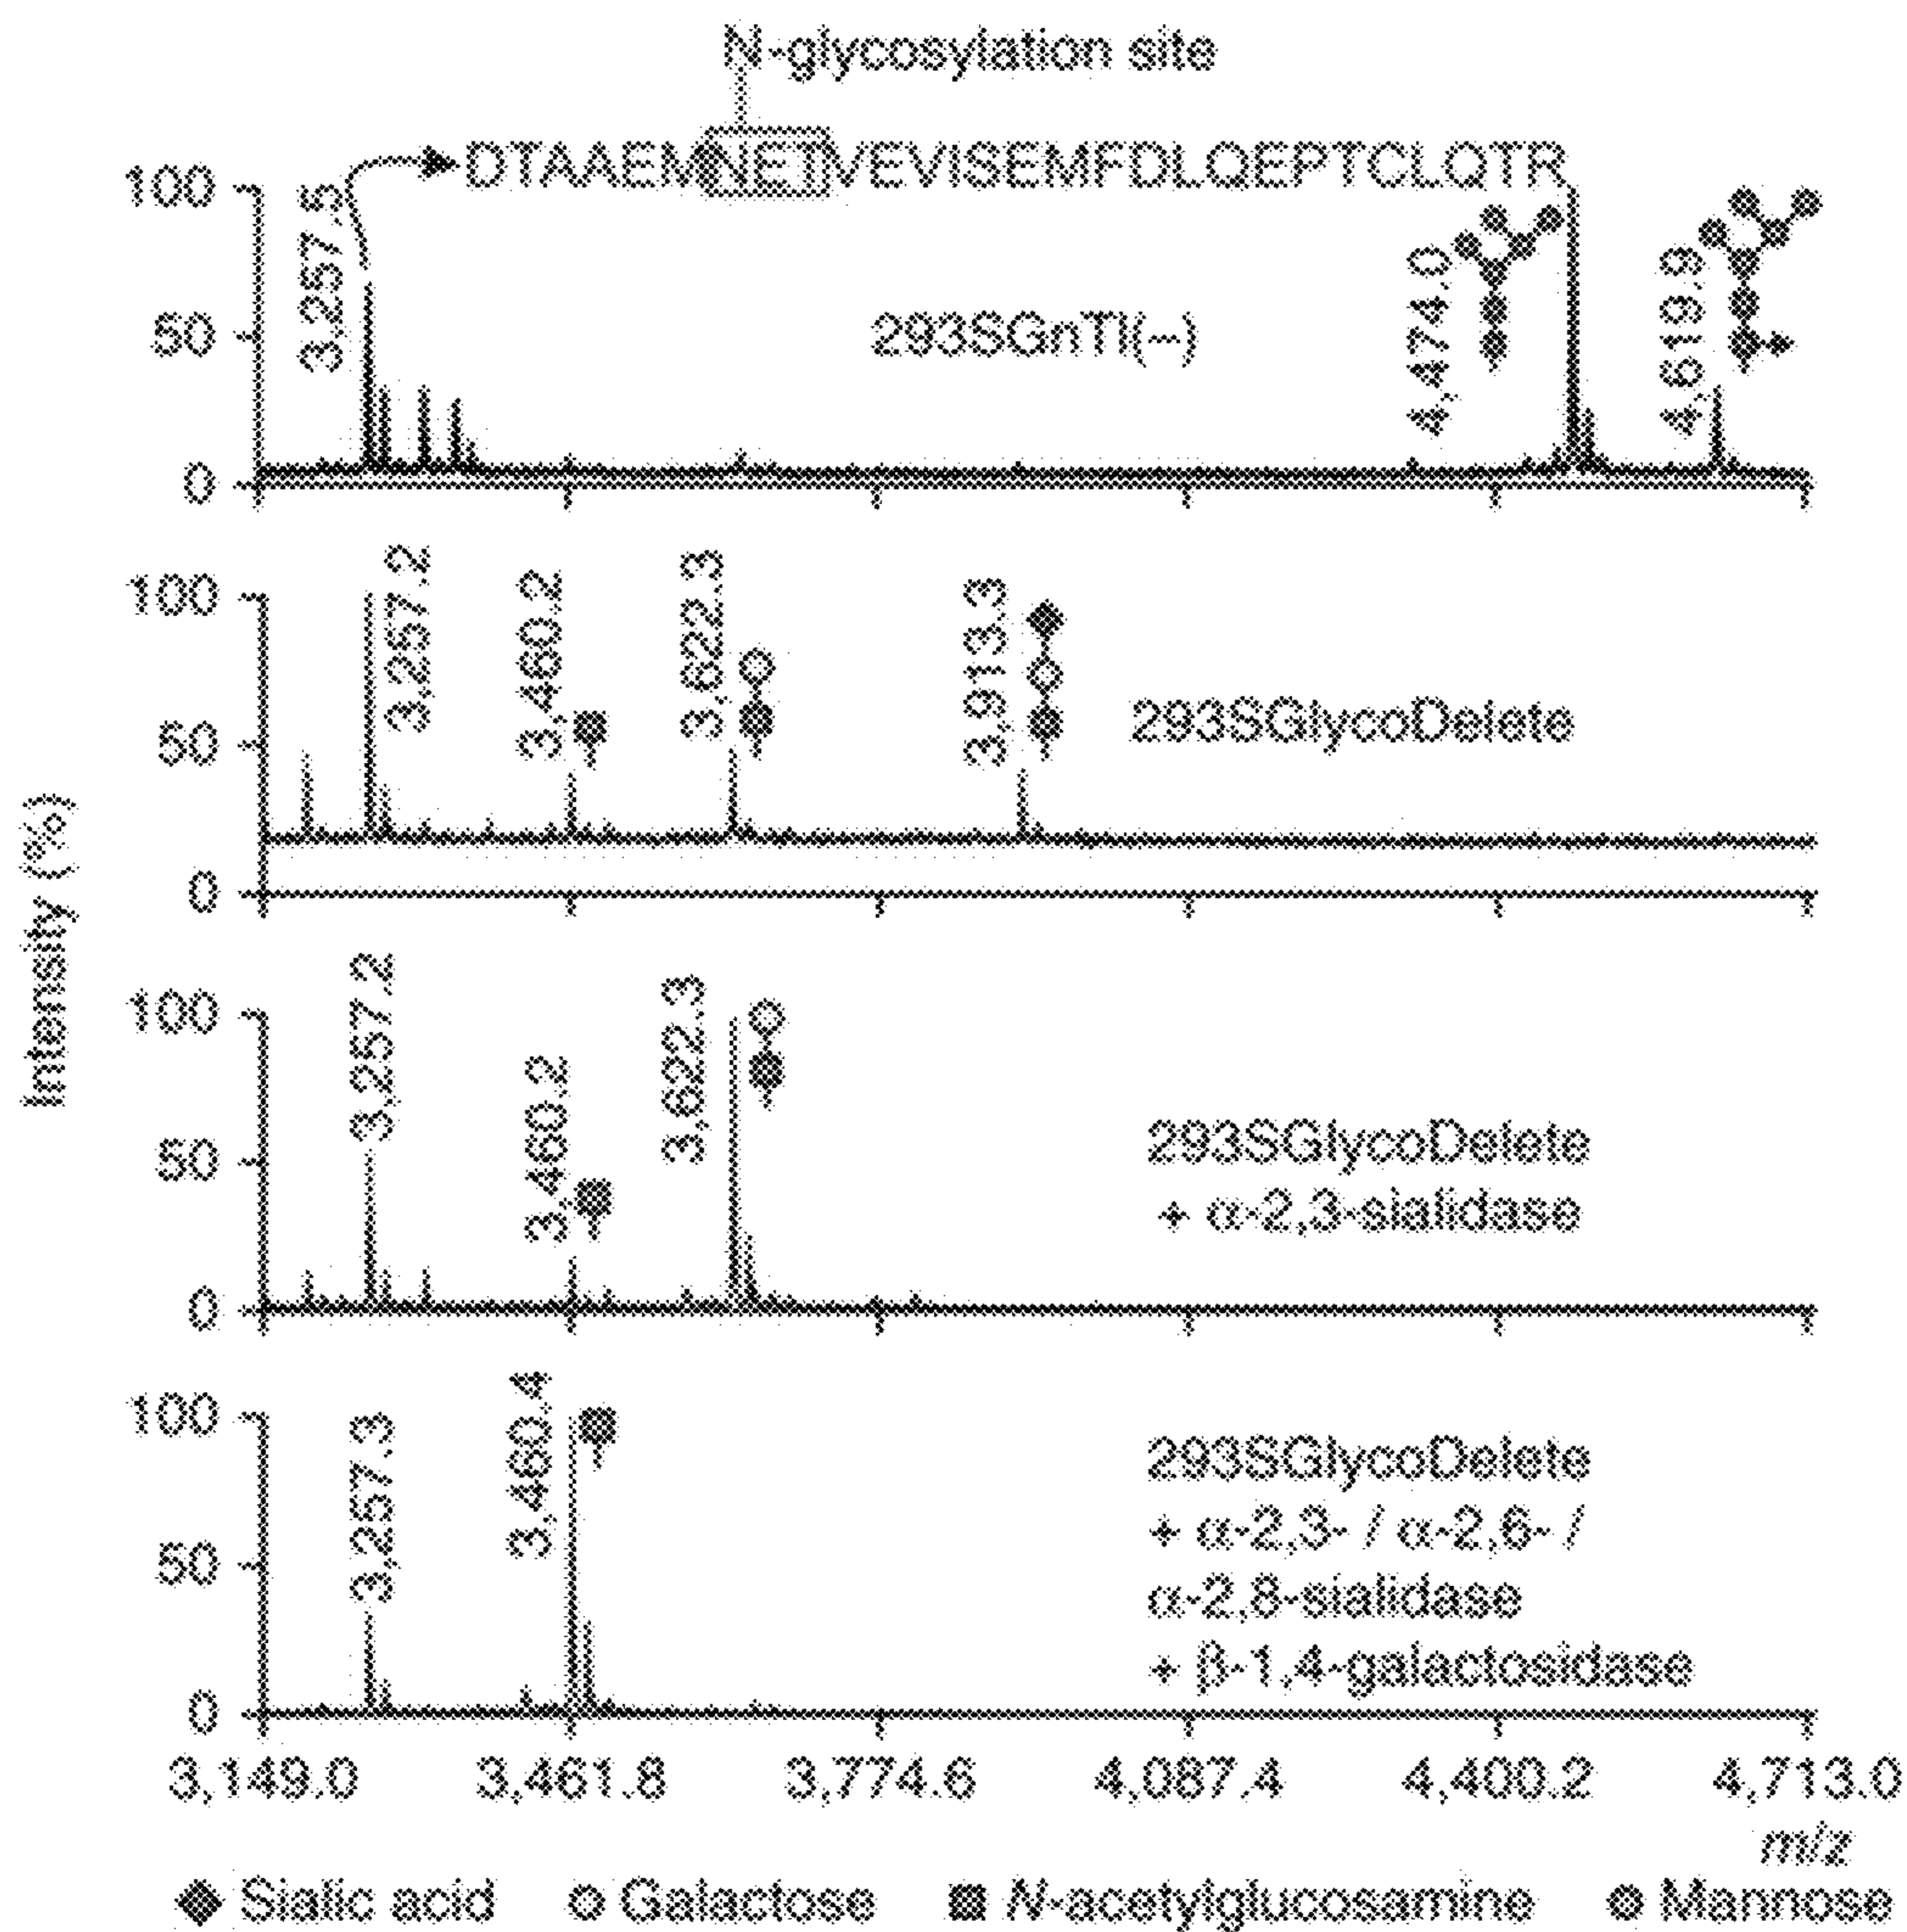 N-glycosylation site
DTAAEMNETVEVISEMFDLQEPTCLQTR
100
50
0
3,257.5
293SGnTI(–)
4,474.0
4,619.9
100
50
0
3,257.2
3,460.2
3,622.3
3,913.3
293SGlycoDelete
Intensity (%)
100
50
0
3,257.2
3,460.2
3,622.3
293SGlycoDelete
+ α-2,3-sialidase
100
50
0
3,257.3
3,460.4
293SGlycoDelete
+ α-2,3- / α-2,6- /
α-2,8-sialidase
+ β-1,4-galactosidase
3,149.0 3,461.8 3,774.6 4,087.4 4,400.2 4,713.0
m/z
Sialic acid Galactose N-acetylglucosamine Mannose